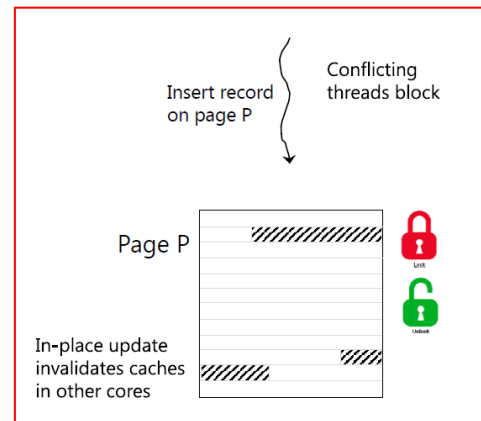 Insert record
on page P
Conflicting
threads block
Page P
Lock
Unlock
In-place update
invalidates caches
in other cores